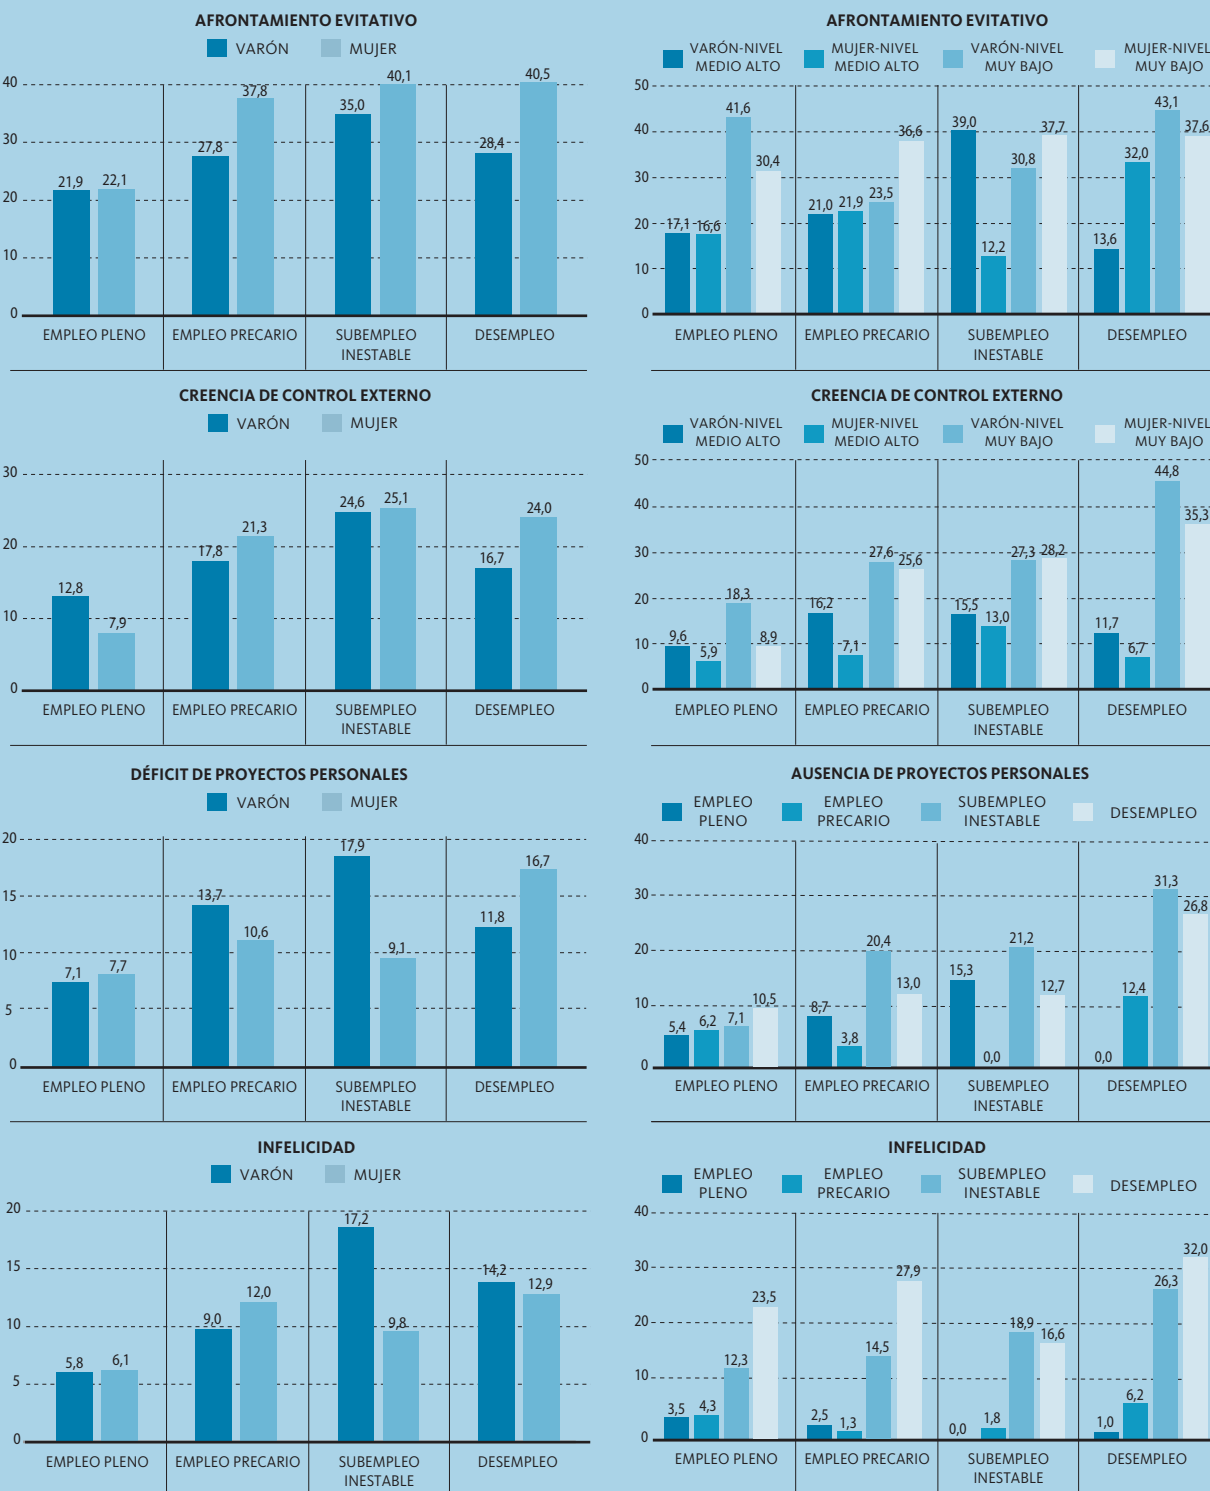 AFRONTAMIENTO EVITATIVO
VARÓN MUJER
40
30
20
10
0
21,9 22,1
27,8 37,8
35,0 40,1
28,4 40,5
EMPLEO PLENO EMPLEO PRECARIO SUBEMPLEO DESEMPLEO
INESTABLE
AFRONTAMIENTO EVITATIVO
VARÓN-NIVEL MUJER-NIVEL VARÓN-NIVEL MUJER-NIVEL
MEDIO ALTO MEDIO ALTO MUY BAJO MUY BAJO
50
40
30
20
10
0
17,1 16,6 41,6 30,4
21,0 21,9 23,5 36,6
39,0 12,2 30,8 37,7
13,6 32,0 43,1 37,6
EMPLEO PLENO EMPLEO PRECARIO SUBEMPLEO DESEMPLEO
INESTABLE
CREENCIA DE CONTROL EXTERNO
VARÓN MUJER
30
20
10
0
12,8 7,9
17,8 21,3
24,6 25,1
16,7 24,0
EMPLEO PLENO EMPLEO PRECARIO SUBEMPLEO DESEMPLEO
INESTABLE
CREENCIA DE CONTROL EXTERNO
VARÓN-NIVEL MUJER-NIVEL VARÓN-NIVEL MUJER-NIVEL
MEDIO ALTO MEDIO ALTO MUY BAJO MUY BAJO
50
40
30
20
10
0
9,6 5,9 18,3 8,9
16,2 7,1 27,6 25,6
15,5 13,0 27,3 28,2
11,7 6,7 44,8 35,3
EMPLEO PLENO EMPLEO PRECARIO SUBEMPLEO DESEMPLEO
INESTABLE
DÉFICIT DE PROYECTOS PERSONALES
VARÓN MUJER
20
15
10
5
0
7,1 7,7
13,7 10,6
17,9 9,1
11,8 16,7
EMPLEO PLENO EMPLEO PRECARIO SUBEMPLEO DESEMPLEO
INESTABLE
AUSENCIA DE PROYECTOS PERSONALES
EMPLEO EMPLEO SUBEMPLEO DESEMPLEO
PLENO PRECARIO INESTABLE
40
30
20
10
0
5,4 6,2 7,1 10,5
8,7 3,8 20,4 13,0
15,3 0,0 21,2 12,7
0,0 12,4 31,3 26,8
EMPLEO PLENO EMPLEO PRECARIO SUBEMPLEO DESEMPLEO
INESTABLE
INFELICIDAD
VARÓN MUJER
20
15
10
5
0
5,8 6,1
9,0 12,0
17,2 9,8
14,2 12,9
EMPLEO PLENO EMPLEO PRECARIO SUBEMPLEO DESEMPLEO
INESTABLE
INFELICIDAD
EMPLEO EMPLEO SUBEMPLEO DESEMPLEO
PLENO PRECARIO INESTABLE
40
30
20
10
0
3,5 4,3 12,3 23,5
2,5 1,3 14,5 27,9
0,0 1,8 18,9 16,6
1,0 6,2 26,3 32,0
EMPLEO PLENO EMPLEO PRECARIO SUBEMPLEO DESEMPLEO
INESTABLE